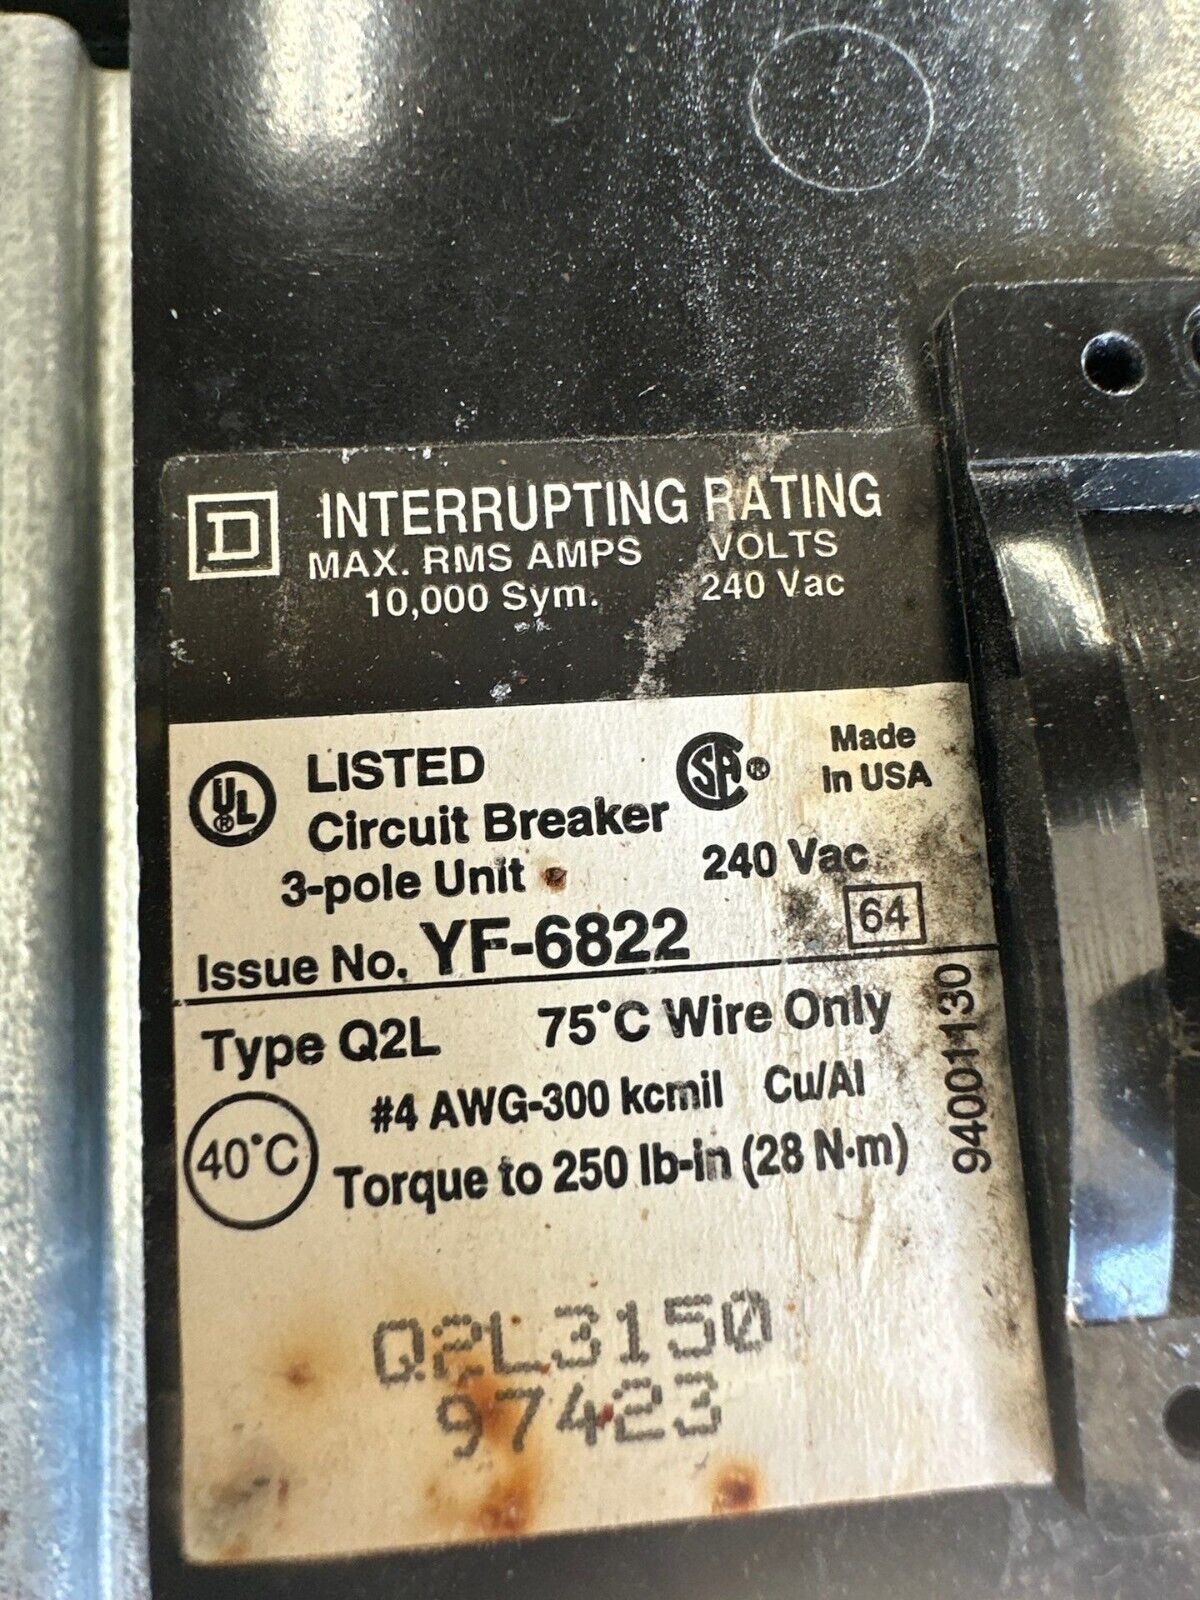 D INTERRUPTING RATING
MAX. RMS AMPS VOLTS
10,000 Sym. 240 Vac
UL® LISTED SA® Made
In USA
Circuit Breaker
3-pole Unit 240 Vac
64
Issue No. YF-6822
Type Q2L 75°C Wire Only
#4 AWG-300 kcmil Cu/Al
40°C Torque to 250 lb-in (28 N·m)
94001130
Q2L3150
97423